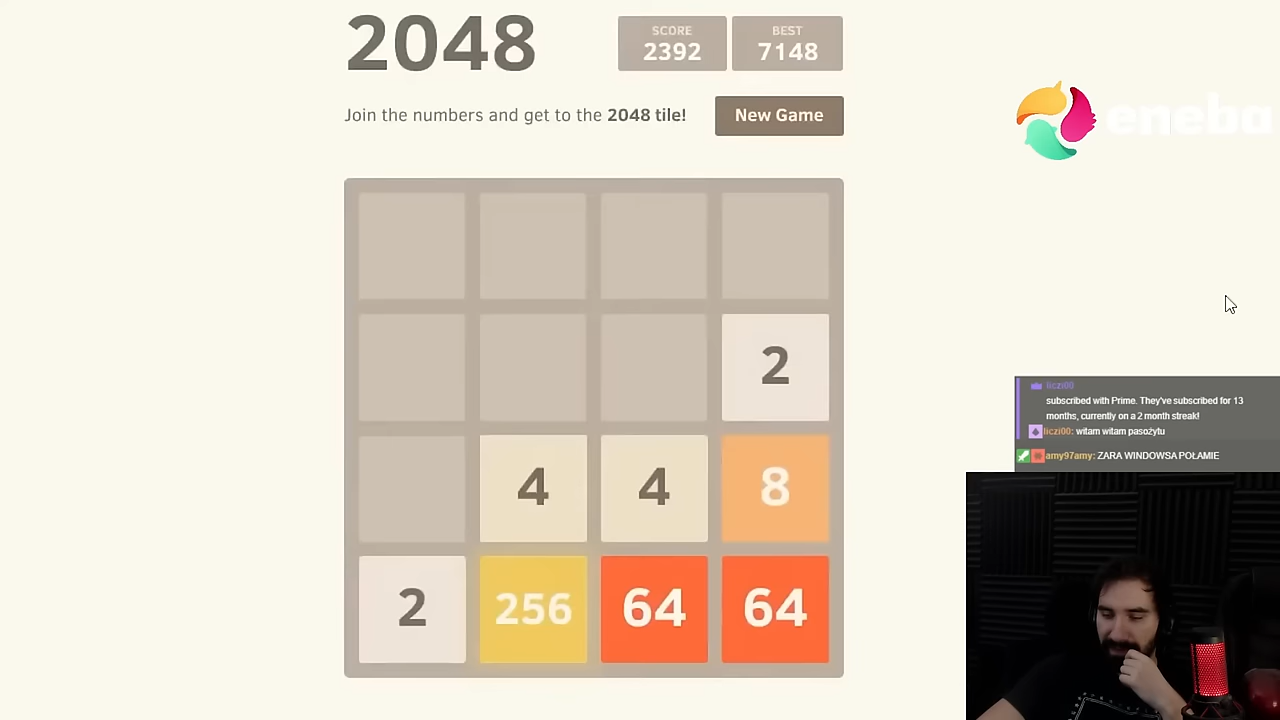 2048
SCORE
2392
BEST
7148
Join the numbers and get to the 2048 tile!
New Game
eneba
2
4 4 8
2 256 64 64
liczi00
subscribed with Prime. They've subscribed for 13
months, currently on a 2 month streak!
liczi00: witam witam pasożytu
amy97amy: ZARA WINDOWSA POŁAMIE